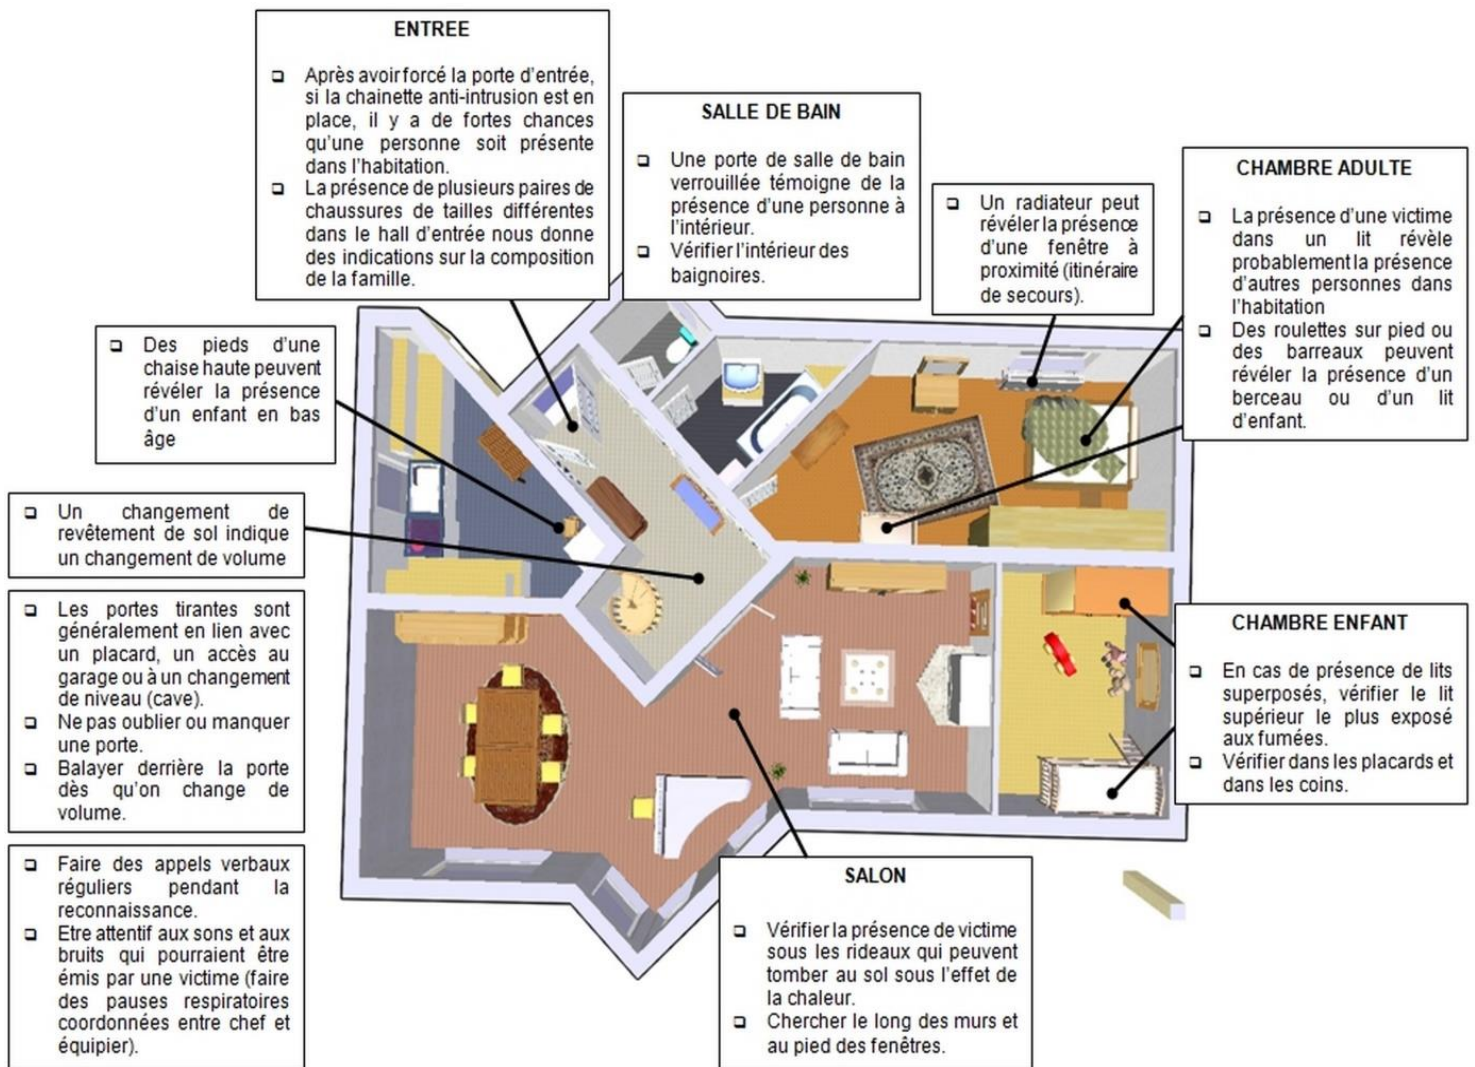 ENTREE
❑ Après avoir forcé la porte d'entrée,
si la chainette anti-intrusion est en
place, il y a de fortes chances
qu'une personne soit présente
dans l'habitation.
❑ La présence de plusieurs paires de
chaussures de tailles différentes
dans le hall d'entrée nous donne
des indications sur la composition
de la famille.
SALLE DE BAIN
❑ Une porte de salle de bain
verrouillée témoigne de la
présence d'une personne à
l'intérieur.
❑ Vérifier l'intérieur des
baignoires.
❑ Un radiateur peut
révéler la présence
d'une fenêtre à
proximité (itinéraire
de secours).
CHAMBRE ADULTE
❑ La présence d'une victime
dans un lit révèle
probablement la présence
d'autres personnes dans
l'habitation
❑ Des roulettes sur pied ou
des barreaux peuvent
révéler la présence d'un
berceau ou d'un lit
d'enfant.
❑ Des pieds d'une
chaise haute peuvent
révéler la présence
d'un enfant en bas
âge
❑ Un changement de
revêtement de sol indique
un changement de volume
❑ Les portes tirantes sont
généralement en lien avec
un placard, un accès au
garage ou à un changement
de niveau (cave).
❑ Ne pas oublier ou manquer
une porte.
❑ Balayer derrière la porte
dès qu'on change de
volume.
CHAMBRE ENFANT
❑ En cas de présence de lits
superposés, vérifier le lit
supérieur le plus exposé
aux fumées.
❑ Vérifier dans les placards et
dans les coins.
❑ Faire des appels verbaux
réguliers pendant la
reconnaissance.
❑ Etre attentif aux sons et aux
bruits qui pourraient être
émis par une victime (faire
des pauses respiratoires
coordonnées entre chef et
équipier).
SALON
❑ Vérifier la présence de victime
sous les rideaux qui peuvent
tomber au sol sous l'effet de
la chaleur.
❑ Chercher le long des murs et
au pied des fenêtres.